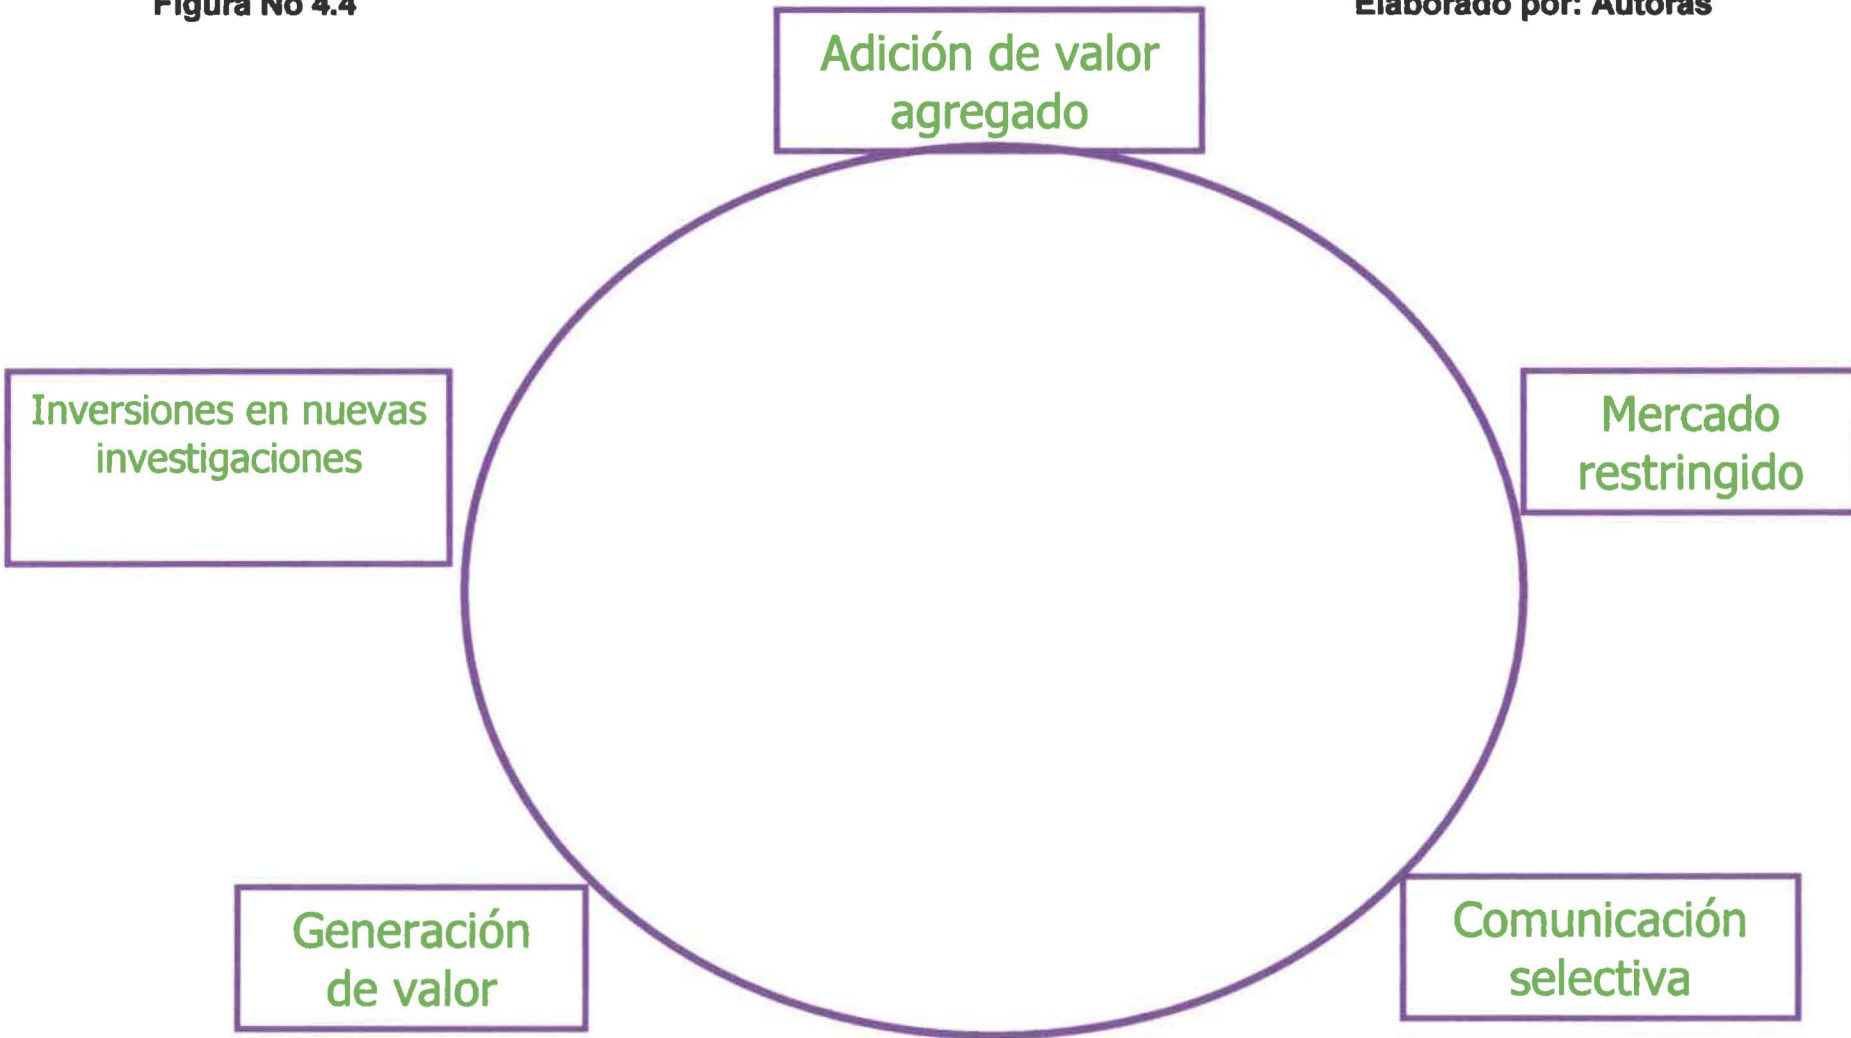 Figura No 4.4
Elaborado por: Autoras
Adición de valor
agregado
Inversiones en nuevas
investigaciones
Mercado
restringido
Generación
de valor
Comunicación
selectiva